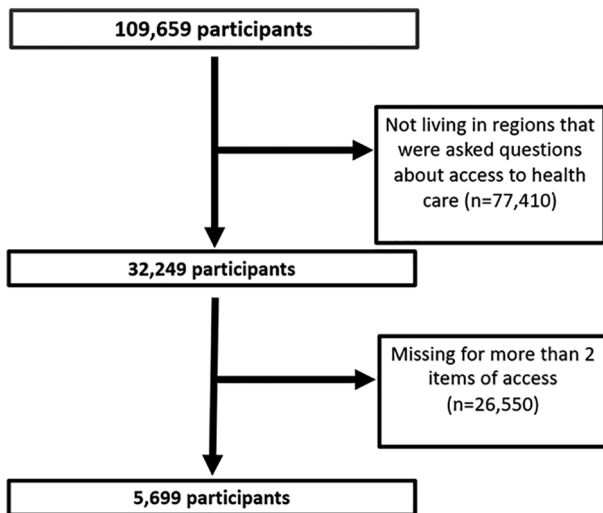 109,659 participants
Not living in regions that
were asked questions
about access to health
care (n=77,410)
32,249 participants
Missing for more than 2
items of access
(n=26,550)
5,699 participants